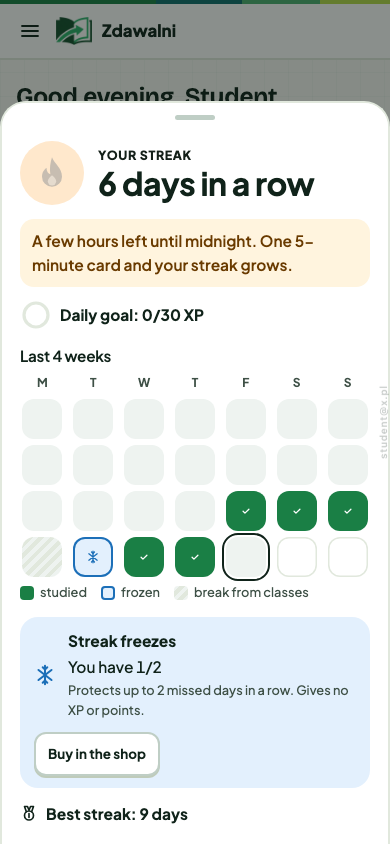 Zdawalni
Good evening, Student
YOUR STREAK
6 days in a row
A few hours left until midnight. One 5–
minute card and your streak grows.
Daily goal: 0/30 XP
Last 4 weeks
M T W T F S S
student@x.pl
studied frozen break from classes
Streak freezes
You have 1/2
Protects up to 2 missed days in a row. Gives no
XP or points.
Buy in the shop
Best streak: 9 days